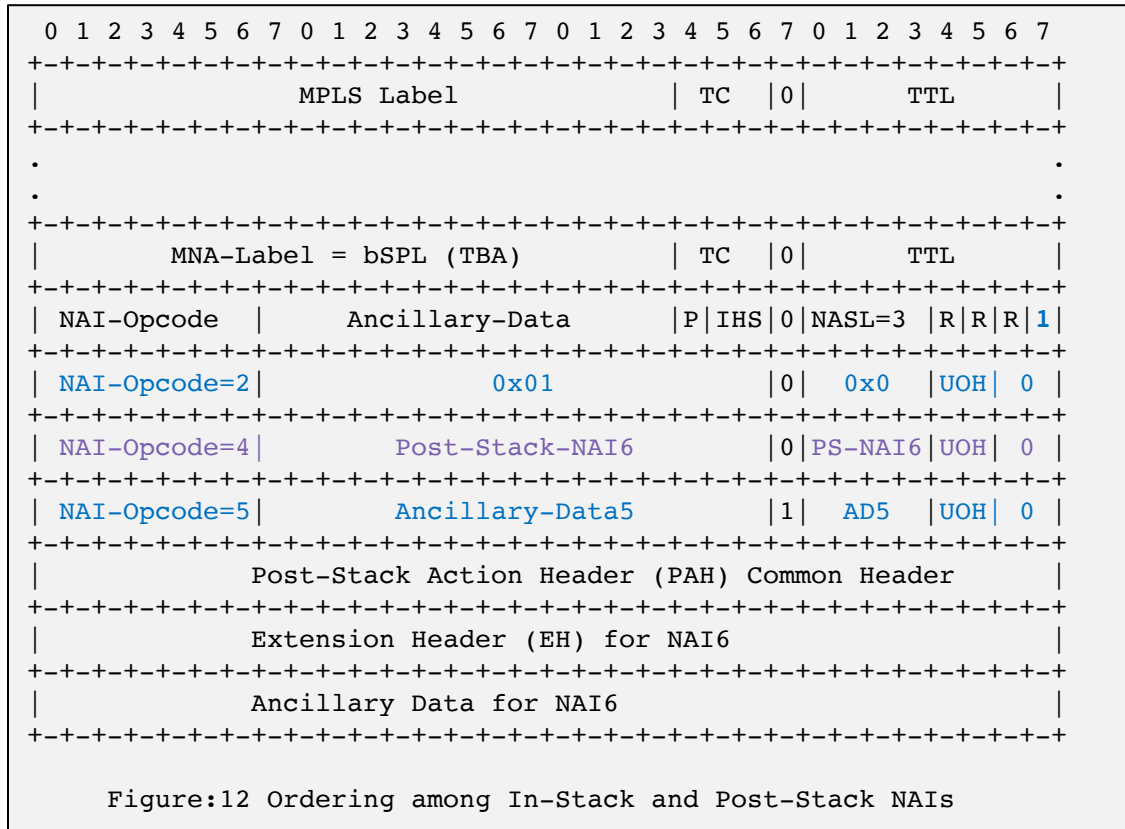 0 1 2 3 4 5 6 7 0 1 2 3 4 5 6 7 0 1 2 3 4 5 6 7 0 1 2 3 4 5 6 7
+-+-+-+-+-+-+-+-+-+-+-+-+-+-+-+-+-+-+-+-+-+-+-+-+-+-+-+-+-+-+-+-+
|                MPLS Label             | TC  |0|       TTL     |
+-+-+-+-+-+-+-+-+-+-+-+-+-+-+-+-+-+-+-+-+-+-+-+-+-+-+-+-+-+-+-+-+
.                                                               .
.                                                               .
+-+-+-+-+-+-+-+-+-+-+-+-+-+-+-+-+-+-+-+-+-+-+-+-+-+-+-+-+-+-+-+-+
|        MNA-Label = bSPL (TBA)         | TC  |0|       TTL     |
+-+-+-+-+-+-+-+-+-+-+-+-+-+-+-+-+-+-+-+-+-+-+-+-+-+-+-+-+-+-+-+-+
| NAI-Opcode  |     Ancillary-Data      |P|IHS|0|NASL=3 |R|R|R|1|
+-+-+-+-+-+-+-+-+-+-+-+-+-+-+-+-+-+-+-+-+-+-+-+-+-+-+-+-+-+-+-+-+
| NAI-Opcode=2|              0x01             |0|  0x0  |UOH| 0 |
+-+-+-+-+-+-+-+-+-+-+-+-+-+-+-+-+-+-+-+-+-+-+-+-+-+-+-+-+-+-+-+-+
| NAI-Opcode=4|        Post-Stack-NAI6        |0|PS-NAI6|UOH| 0 |
+-+-+-+-+-+-+-+-+-+-+-+-+-+-+-+-+-+-+-+-+-+-+-+-+-+-+-+-+-+-+-+-+
| NAI-Opcode=5|        Ancillary-Data5        |1|  AD5  |UOH| 0 |
+-+-+-+-+-+-+-+-+-+-+-+-+-+-+-+-+-+-+-+-+-+-+-+-+-+-+-+-+-+-+-+-+
|             Post-Stack Action Header (PAH) Common Header      |
+-+-+-+-+-+-+-+-+-+-+-+-+-+-+-+-+-+-+-+-+-+-+-+-+-+-+-+-+-+-+-+-+
|             Extension Header (EH) for NAI6                    |
+-+-+-+-+-+-+-+-+-+-+-+-+-+-+-+-+-+-+-+-+-+-+-+-+-+-+-+-+-+-+-+-+
|             Ancillary Data for NAI6                           |
+-+-+-+-+-+-+-+-+-+-+-+-+-+-+-+-+-+-+-+-+-+-+-+-+-+-+-+-+-+-+-+-+
Figure:12 Ordering among In-Stack and Post-Stack NAIs